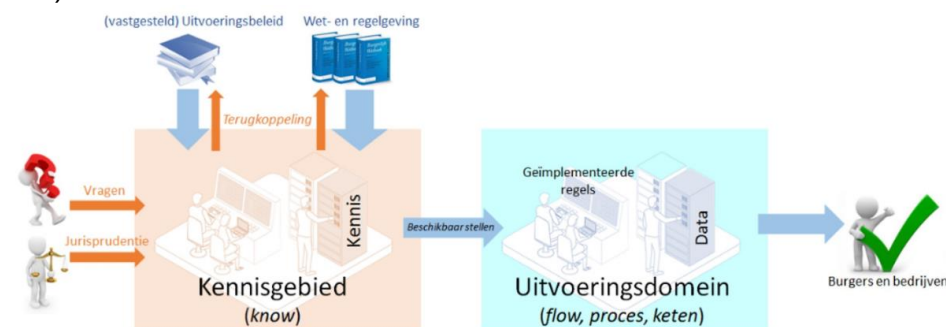 (vastgesteld) Uitvoeringsbeleid
Wet- en regelgeving
Terugkoppeling
Vragen
Jurisprudentie
Kennis
Kennisgebied
(know)
Beschikbaar stellen
Geïmplementeerde
regels
Data
Uitvoeringsdomein
(flow, proces, keten)
Burgers en bedrijven